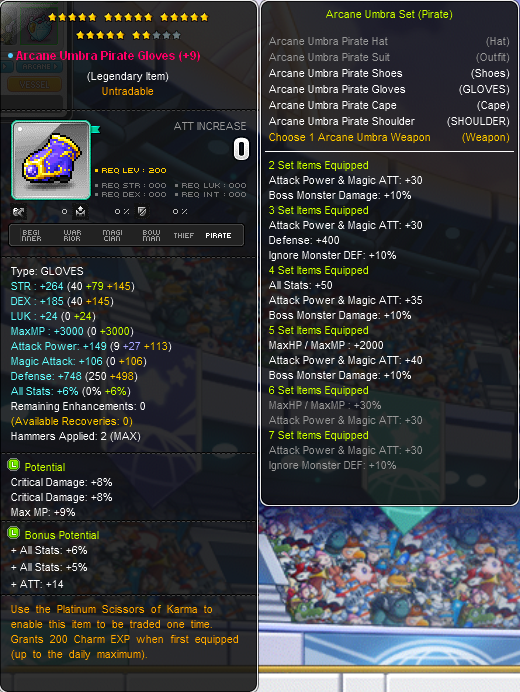 Arcane Umbra Pirate Gloves (+9)
(Legendary Item)
Untradable
ATT INCREASE
0
REQ LEV : 200
REQ STR : 000
REQ LUK : 000
REQ DEX : 000
REQ INT : 000
0
0 %
0 %
BEGINNER WARRIOR MAGICIAN BOWMAN THIEF PIRATE
Type: GLOVES
STR : +264 (40 +79 +145)
DEX : +185 (40 +145)
LUK : +24 (0 +24)
MaxMP : +3000 (0 +3000)
Attack Power: +149 (9 +27 +113)
Magic Attack: +106 (0 +106)
Defense: +748 (250 +498)
All Stats: +6% (0% +6%)
Remaining Enhancements: 0
(Available Recoveries: 0)
Hammers Applied: 2 (MAX)
L Potential
Critical Damage: +8%
Critical Damage: +8%
Max MP: +9%
L Bonus Potential
+ All Stats: +6%
+ All Stats: +5%
+ ATT: +14
Use the Platinum Scissors of Karma to
enable this item to be traded one time.
Grants 200 Charm EXP when first equipped
(up to the daily maximum).
Arcane Umbra Set (Pirate)
Arcane Umbra Pirate Hat (Hat)
Arcane Umbra Pirate Suit (Outfit)
Arcane Umbra Pirate Shoes (Shoes)
Arcane Umbra Pirate Gloves (GLOVES)
Arcane Umbra Pirate Cape (Cape)
Arcane Umbra Pirate Shoulder (SHOULDER)
Choose 1 Arcane Umbra Weapon (Weapon)
2 Set Items Equipped
Attack Power & Magic ATT: +30
Boss Monster Damage: +10%
3 Set Items Equipped
Attack Power & Magic ATT: +30
Defense: +400
Ignore Monster DEF: +10%
4 Set Items Equipped
All Stats: +50
Attack Power & Magic ATT: +35
Boss Monster Damage: +10%
5 Set Items Equipped
MaxHP / MaxMP : +2000
Attack Power & Magic ATT: +40
Boss Monster Damage: +10%
6 Set Items Equipped
MaxHP / MaxMP : +30%
Attack Power & Magic ATT: +30
7 Set Items Equipped
Attack Power & Magic ATT: +30
Ignore Monster DEF: +10%